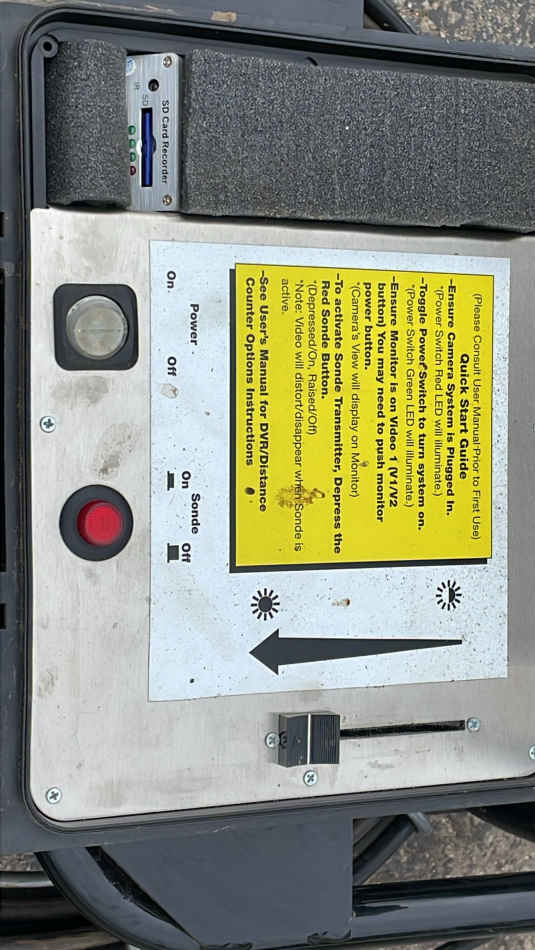 SD Card Recorder
SD
IR
(Please Consult User Manual Prior to First Use)
Quick Start Guide
-Ensure Camera System is Plugged In.
*(Power Switch Red LED will illuminate.)
-Toggle Power Switch to turn system on.
*(Power Switch Green LED will illuminate.)
-Ensure Monitor is on Video 1 (V1/V2
button) You may need to push monitor
power button.
*(Camera's View will display on Monitor)
-To activate Sonde Transmitter, Depress the
Red Sonde Button.
*(Depressed/On, Raised/Off)
*Note: Video will distort/disappear when Sonde is
active.
-See User's Manual for DVR/Distance
Counter Options Instructions
Power
On Off
Sonde
On Off